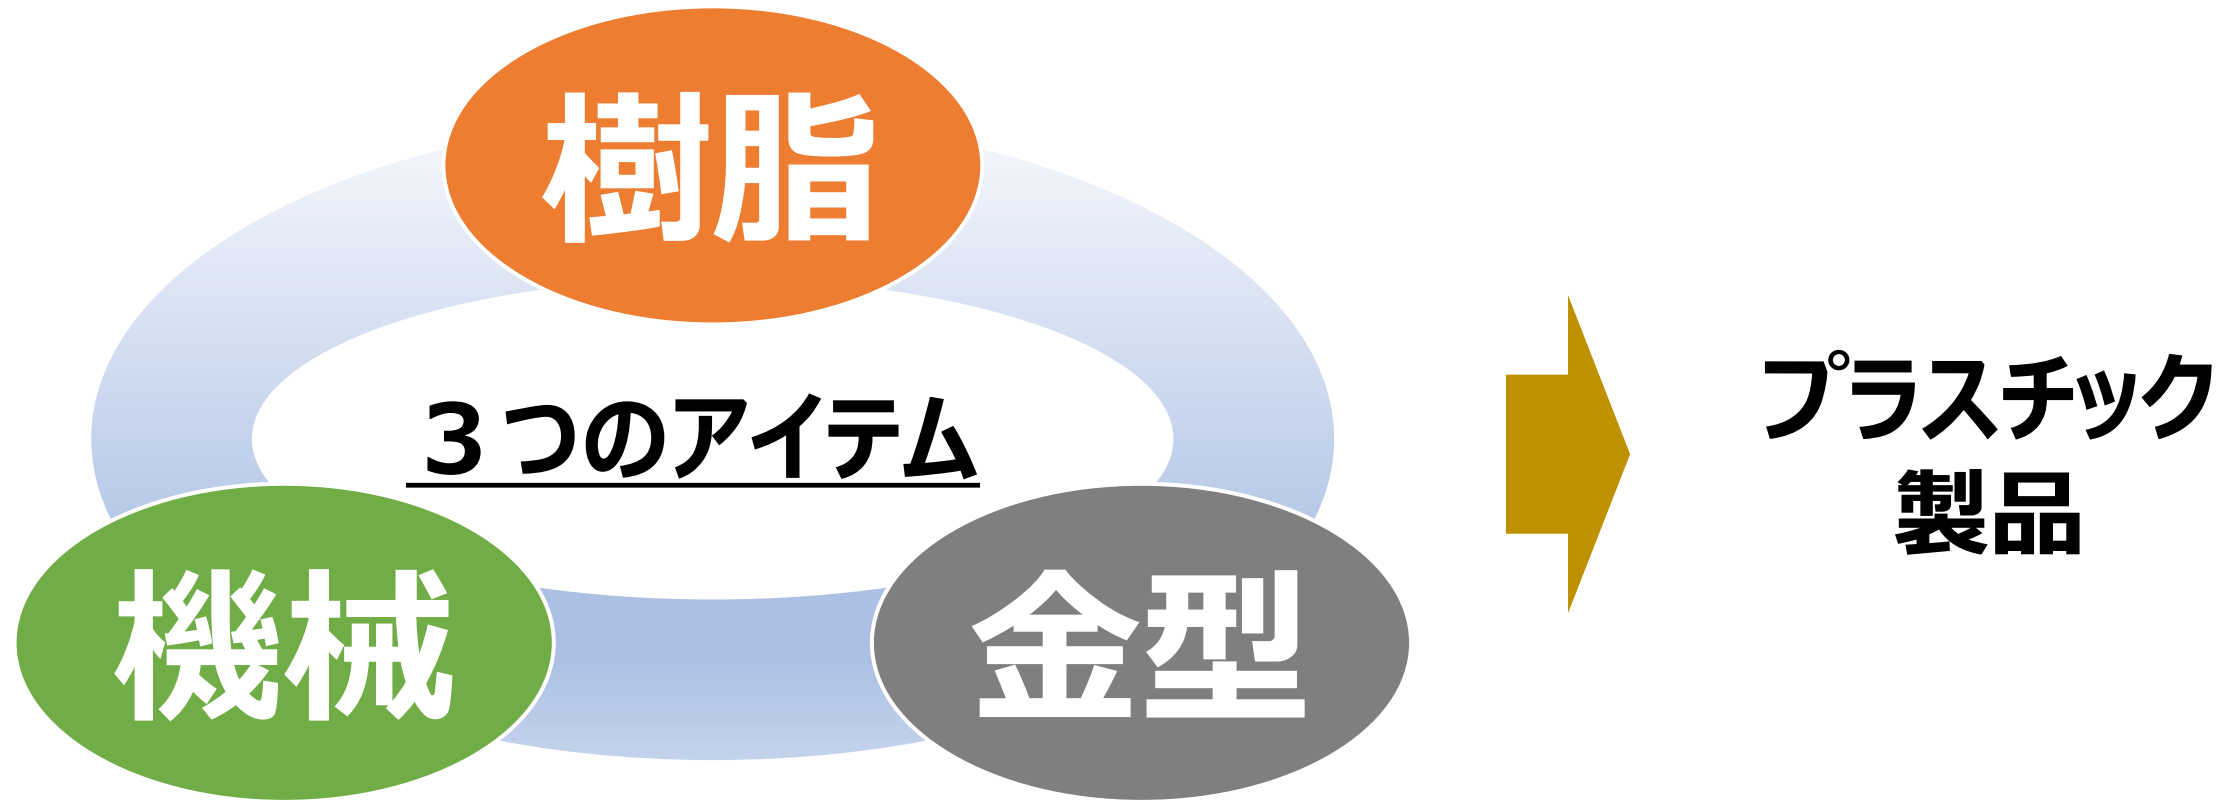 樹脂
3つのアイテム
機械
金型
プラスチック
製品